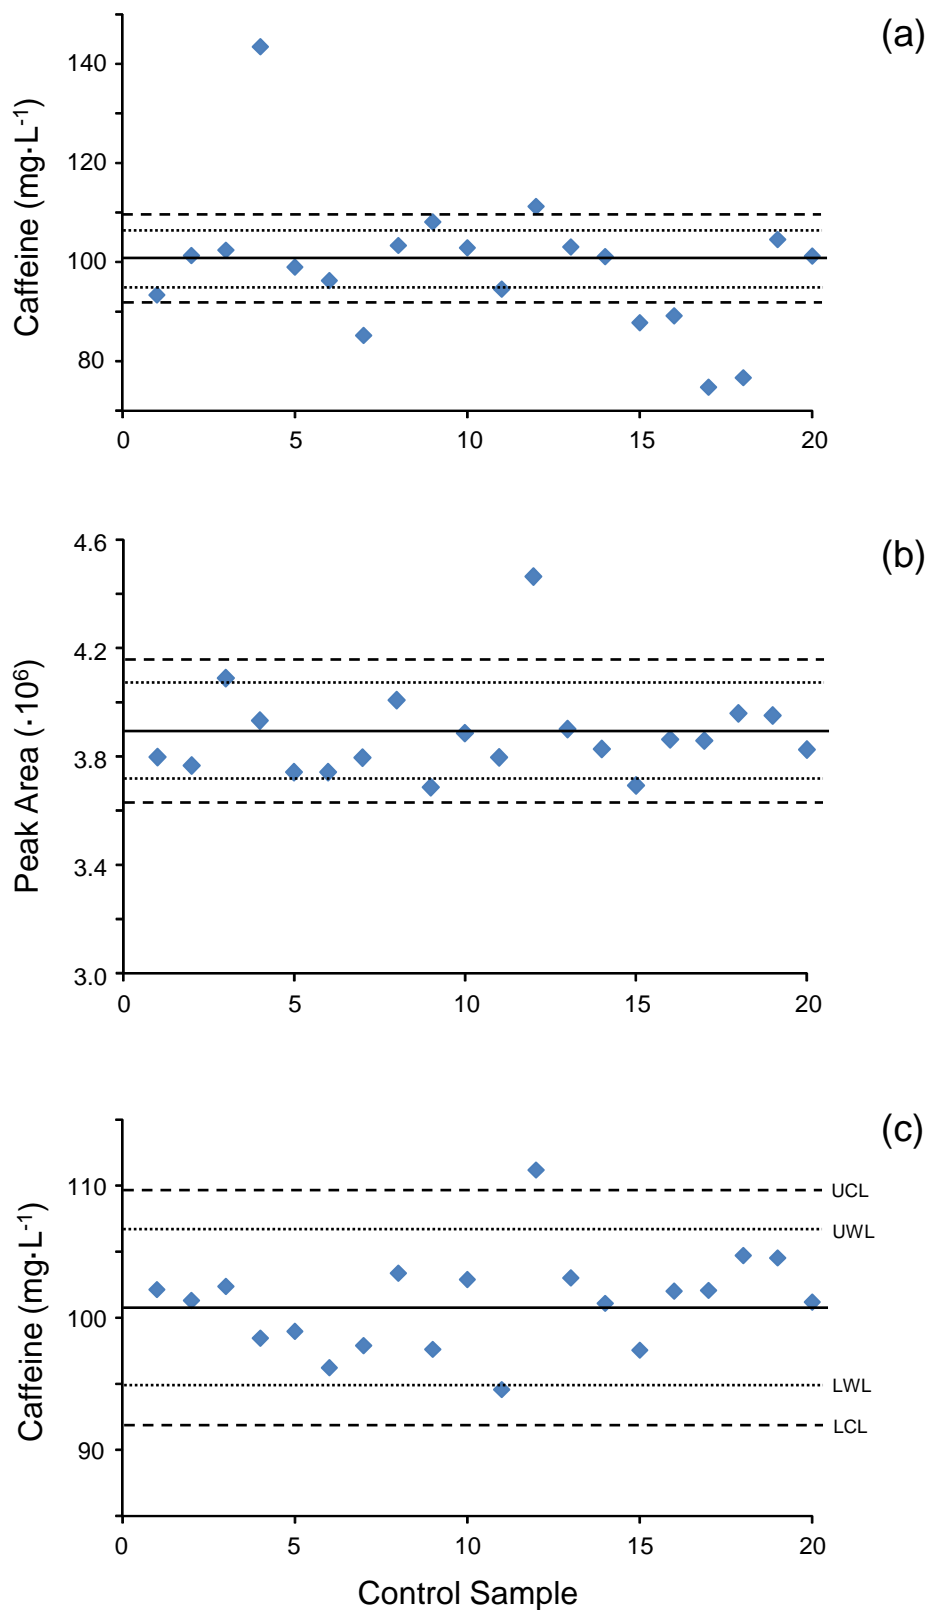 (a)
Caffeine (mg·L⁻¹)
140
120
100
80
0 5 10 15 20
(b)
Peak Area (·10⁶)
4.6
4.2
3.8
3.4
3.0
0 5 10 15 20
(c)
Caffeine (mg·L⁻¹)
110
100
90
UCL
UWL
LWL
LCL
0 5 10 15 20
Control Sample